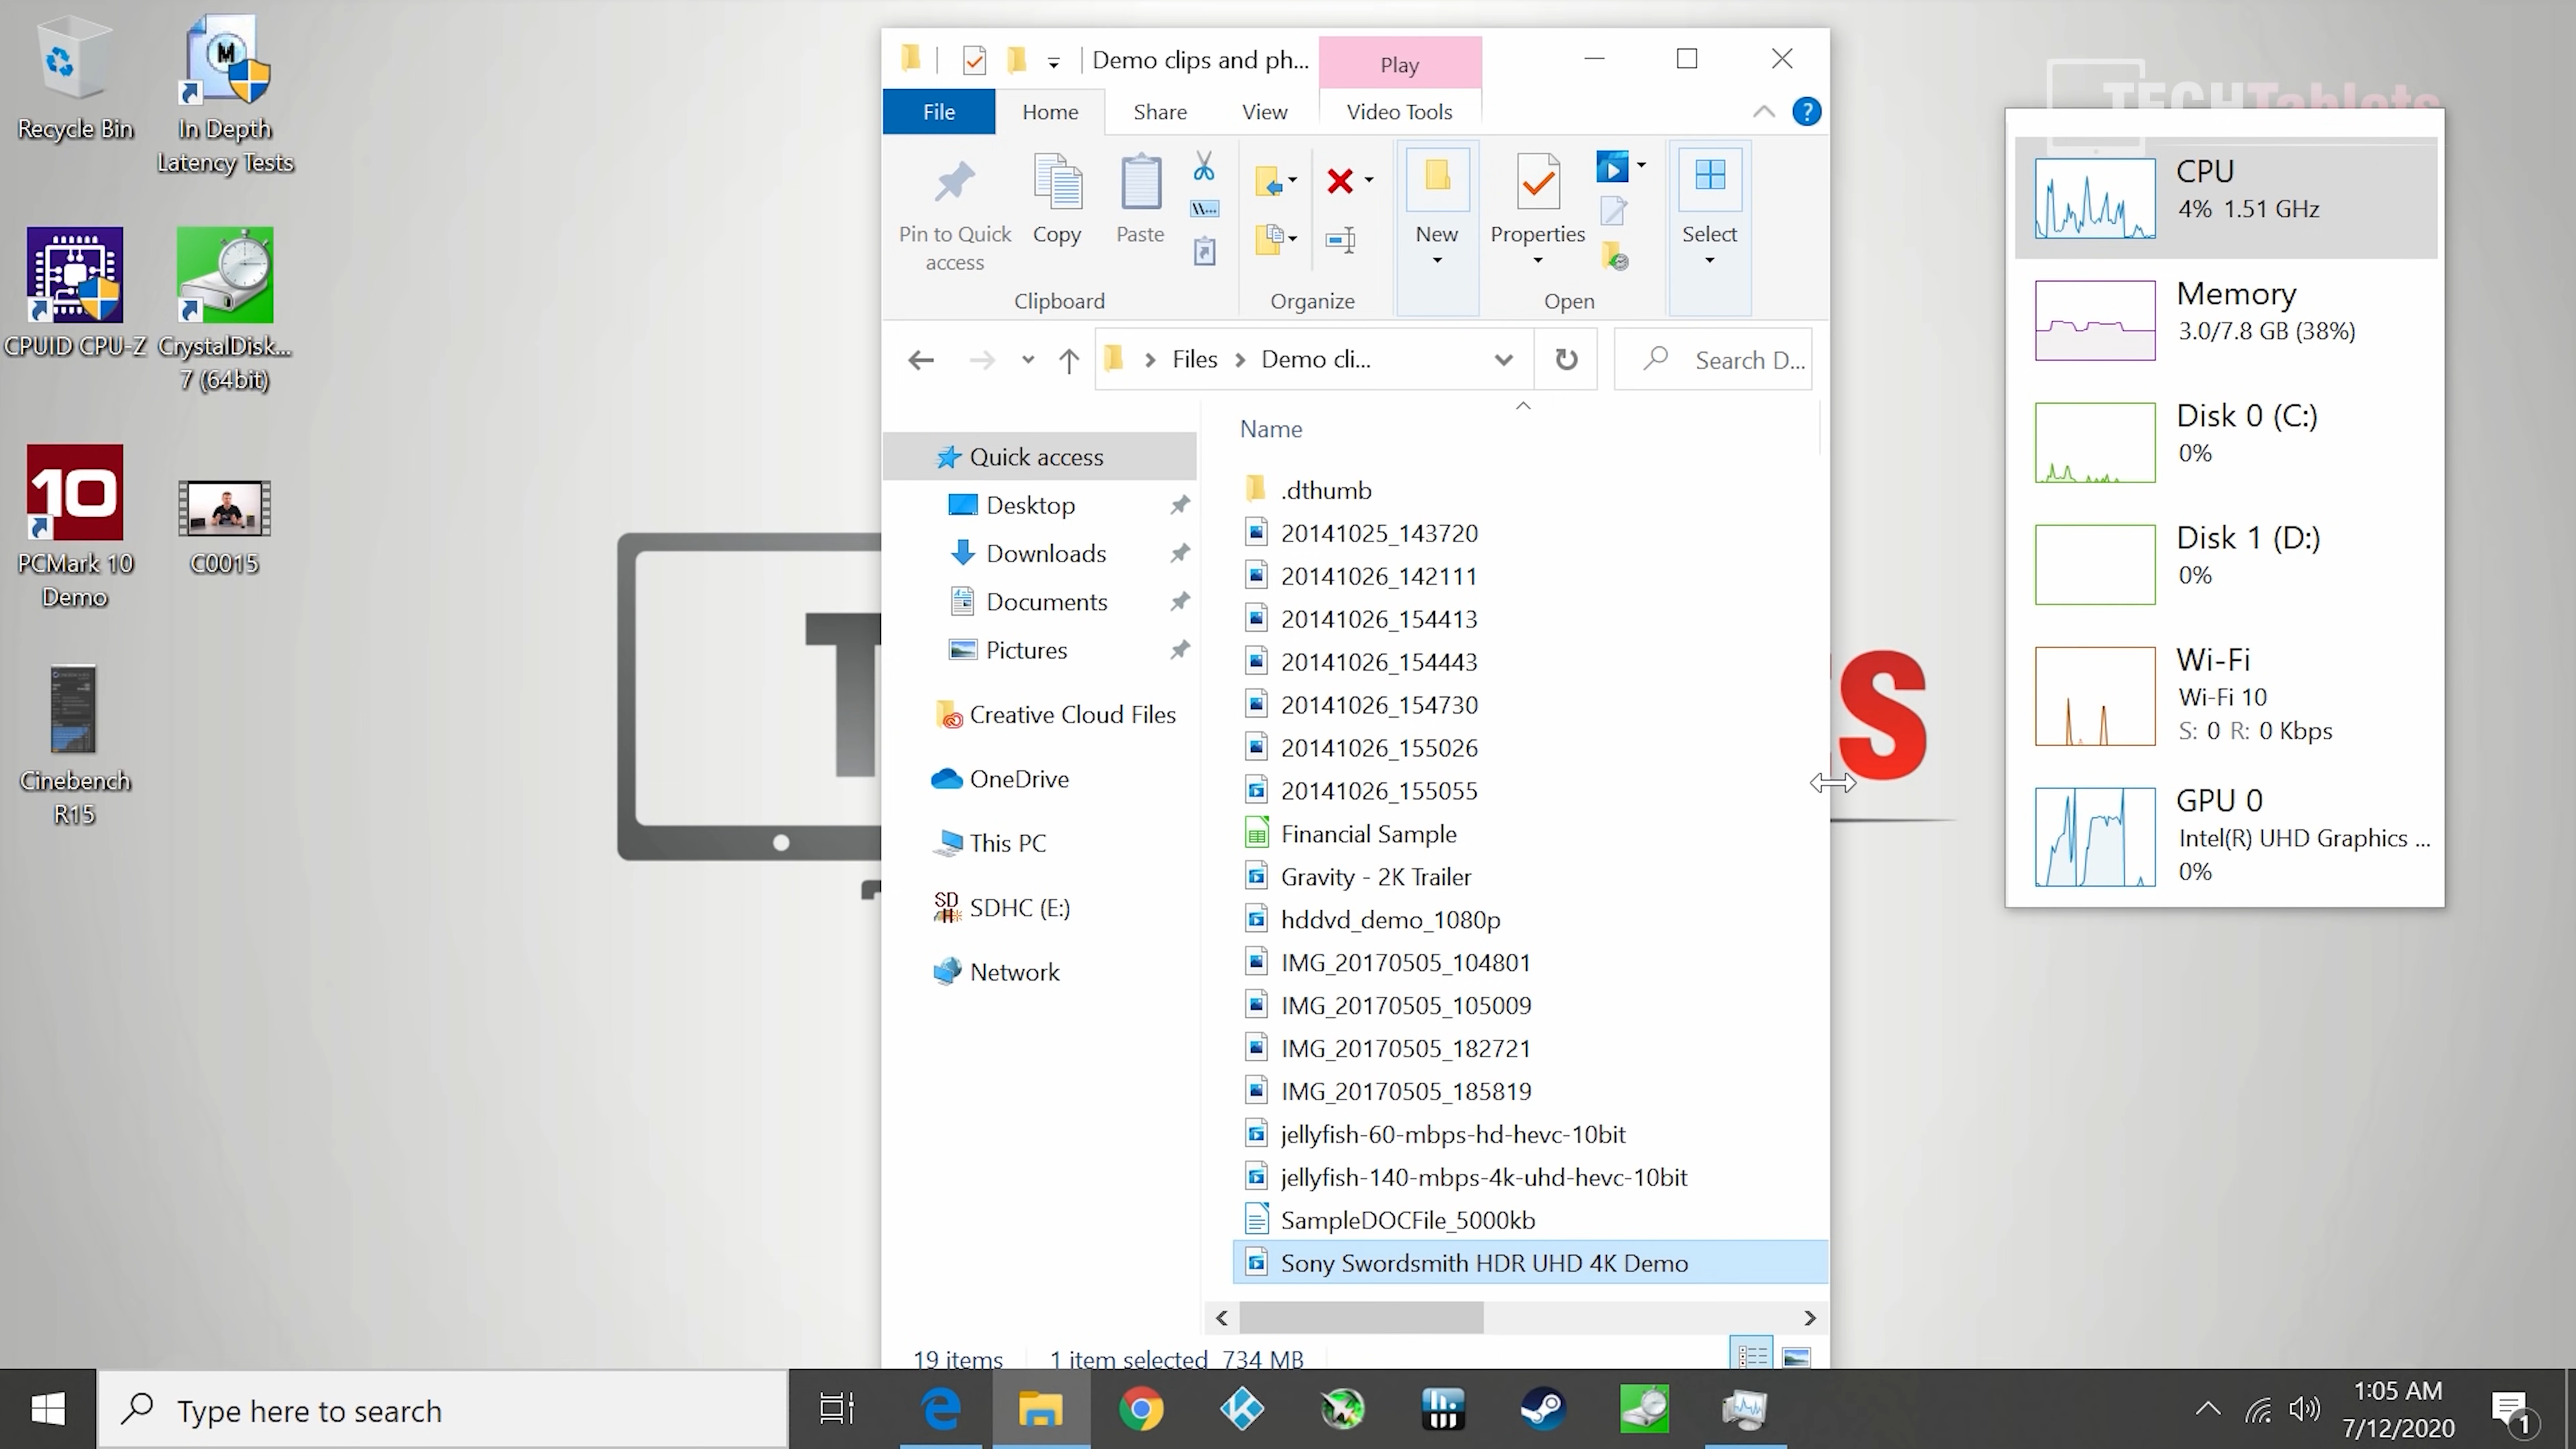 Recycle Bin
In Depth
Latency Tests
CPUID CPU-Z
CrystalDisk...
7 (64bit)
10
PCMark 10
Demo
C0015
Cinebench
R15
Demo clips and ph...
Play
File
Home
Share
View
Video Tools
Pin to Quick
access
Copy
Paste
New
Properties
Select
Clipboard
Organize
Open
Files
Demo cli...
Search D...
Name
Quick access
Desktop
Downloads
Documents
Pictures
Creative Cloud Files
OneDrive
This PC
SDHC (E:)
Network
.dthumb
20141025_143720
20141026_142111
20141026_154413
20141026_154443
20141026_154730
20141026_155026
20141026_155055
Financial Sample
Gravity - 2K Trailer
hddvd_demo_1080p
IMG_20170505_104801
IMG_20170505_105009
IMG_20170505_182721
IMG_20170505_185819
jellyfish-60-mbps-hd-hevc-10bit
jellyfish-140-mbps-4k-uhd-hevc-10bit
SampleDOCFile_5000kb
Sony Swordsmith HDR UHD 4K Demo
19 items
1 item selected 734 MB
TECHTablets
CPU
4% 1.51 GHz
Memory
3.0/7.8 GB (38%)
Disk 0 (C:)
0%
Disk 1 (D:)
0%
Wi-Fi
Wi-Fi 10
S: 0 R: 0 Kbps
GPU 0
Intel(R) UHD Graphics ...
0%
Type here to search
1:05 AM
7/12/2020
1